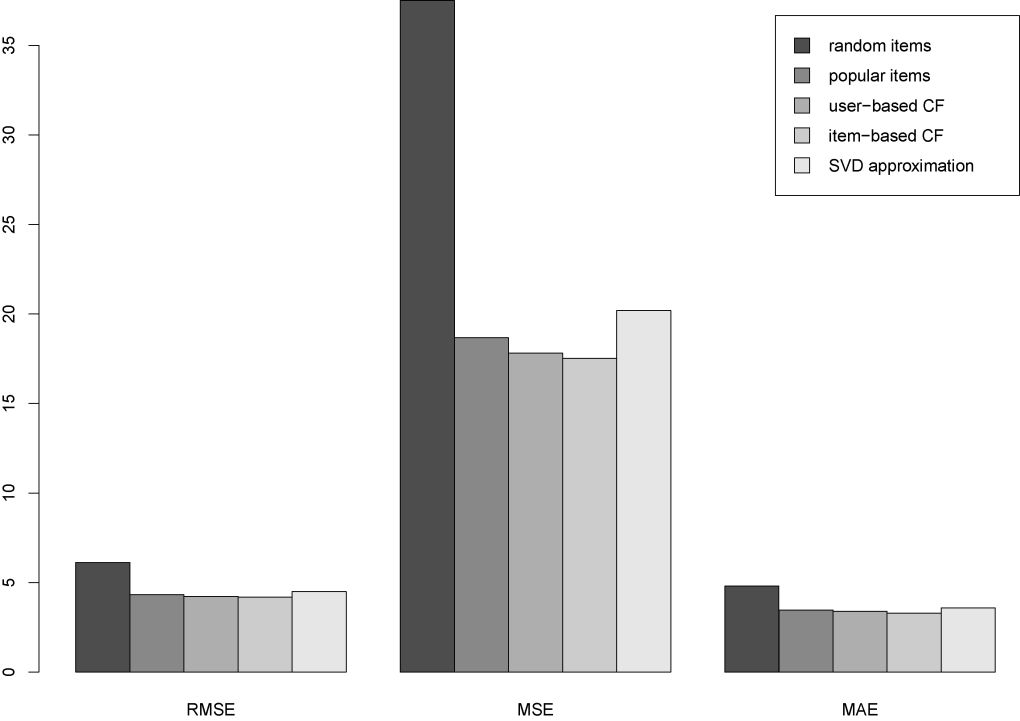 35
30
25
20
15
10
5
0
random items
popular items
user−based CF
item−based CF
SVD approximation
RMSE
MSE
MAE